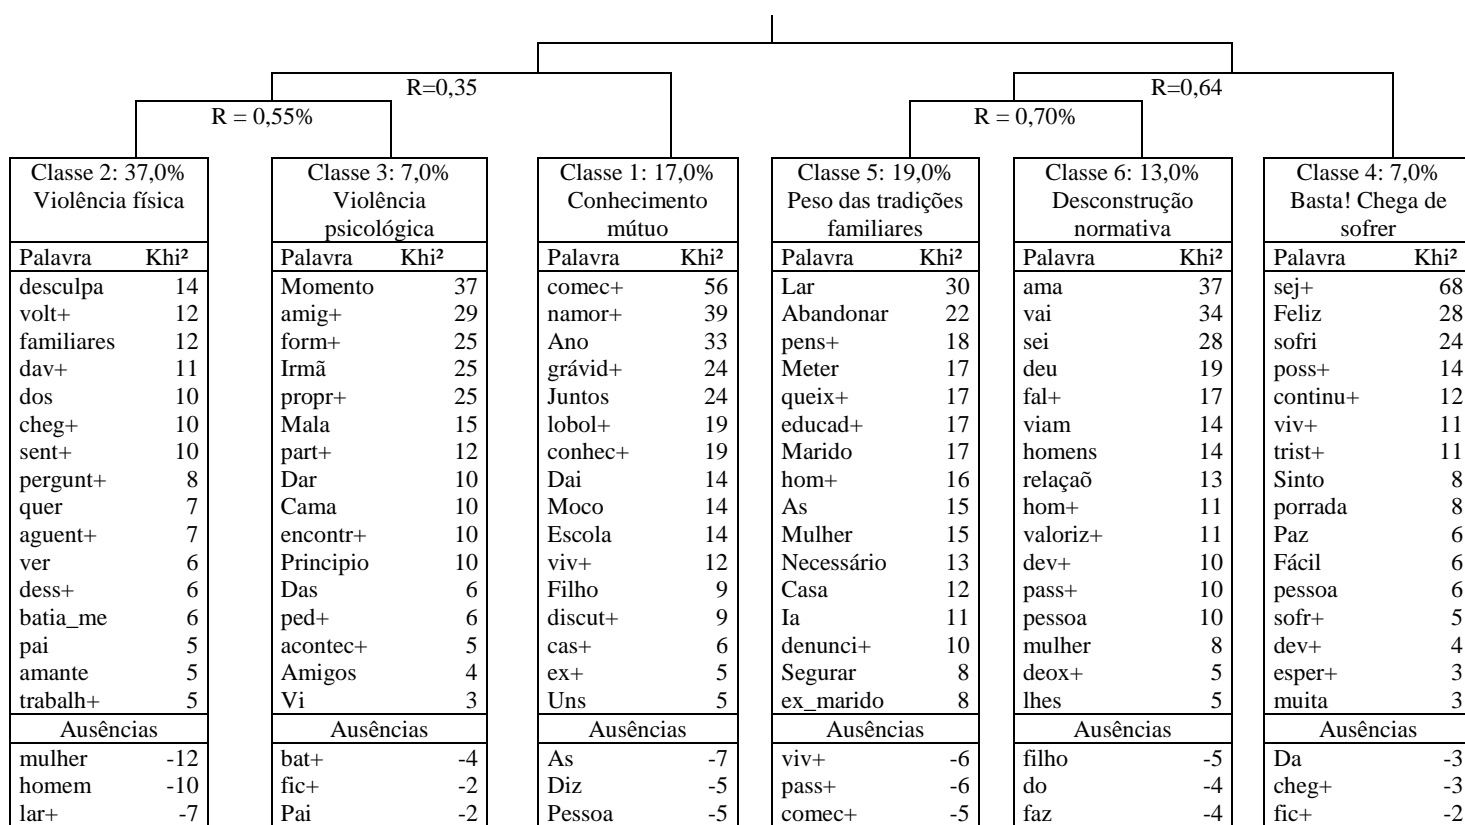 R=0,35 R=0,64
R = 0,55% R = 0,70%
Classe 2: 37,0% Classe 3: 7,0% Classe 1: 17,0% Classe 5: 19,0% Classe 6: 13,0% Classe 4: 7,0%
Violência física Violência Conhecimento Peso das tradições Desconstrução Basta! Chega de
psicológica mútuo familiares normativa sofrer
Palavra Khi² Palavra Khi² Palavra Khi² Palavra Khi² Palavra Khi² Palavra Khi²
desculpa 14 Momento 37 comec+ 56 Lar 30 ama 37 sej+ 68
volt+ 12 amig+ 29 namor+ 39 Abandonar 22 vai 34 Feliz 28
familiares 12 form+ 25 Ano 33 pens+ 18 sei 28 sofri 24
dav+ 11 Irmã 25 grávid+ 24 Meter 17 deu 19 poss+ 14
dos 10 propr+ 25 Juntos 24 queix+ 17 fal+ 17 continu+ 12
cheg+ 10 Mala 15 lobol+ 19 educad+ 17 viam 14 viv+ 11
sent+ 10 part+ 12 conhec+ 19 Marido 17 homens 14 trist+ 11
pergunt+ 8 Dar 10 Dai 14 hom+ 16 relaçaõ 13 Sinto 8
quer 7 Cama 10 Moco 14 As 15 hom+ 11 porrada 8
aguent+ 7 encontr+ 10 Escola 14 Mulher 15 valoriz+ 11 Paz 6
ver 6 Principio 10 viv+ 12 Necessário 13 dev+ 10 Fácil 6
dess+ 6 Das 6 Filho 9 Casa 12 pass+ 10 pessoa 6
batia_me 6 ped+ 6 discut+ 9 Ia 11 pessoa 10 sofr+ 5
pai 5 acontec+ 5 cas+ 6 denunci+ 10 mulher 8 dev+ 4
amante 5 Amigos 4 ex+ 5 Segurar 8 deox+ 5 esper+ 3
trabalh+ 5 Vi 3 Uns 5 ex_marido 8 lhes 5 muita 3
Ausências Ausências Ausências Ausências Ausências Ausências
mulher -12 bat+ -4 As -7 viv+ -6 filho -5 Da -3
homem -10 fic+ -2 Diz -5 pass+ -6 do -4 cheg+ -3
lar+ -7 Pai -2 Pessoa -5 comec+ -5 faz -4 fic+ -2